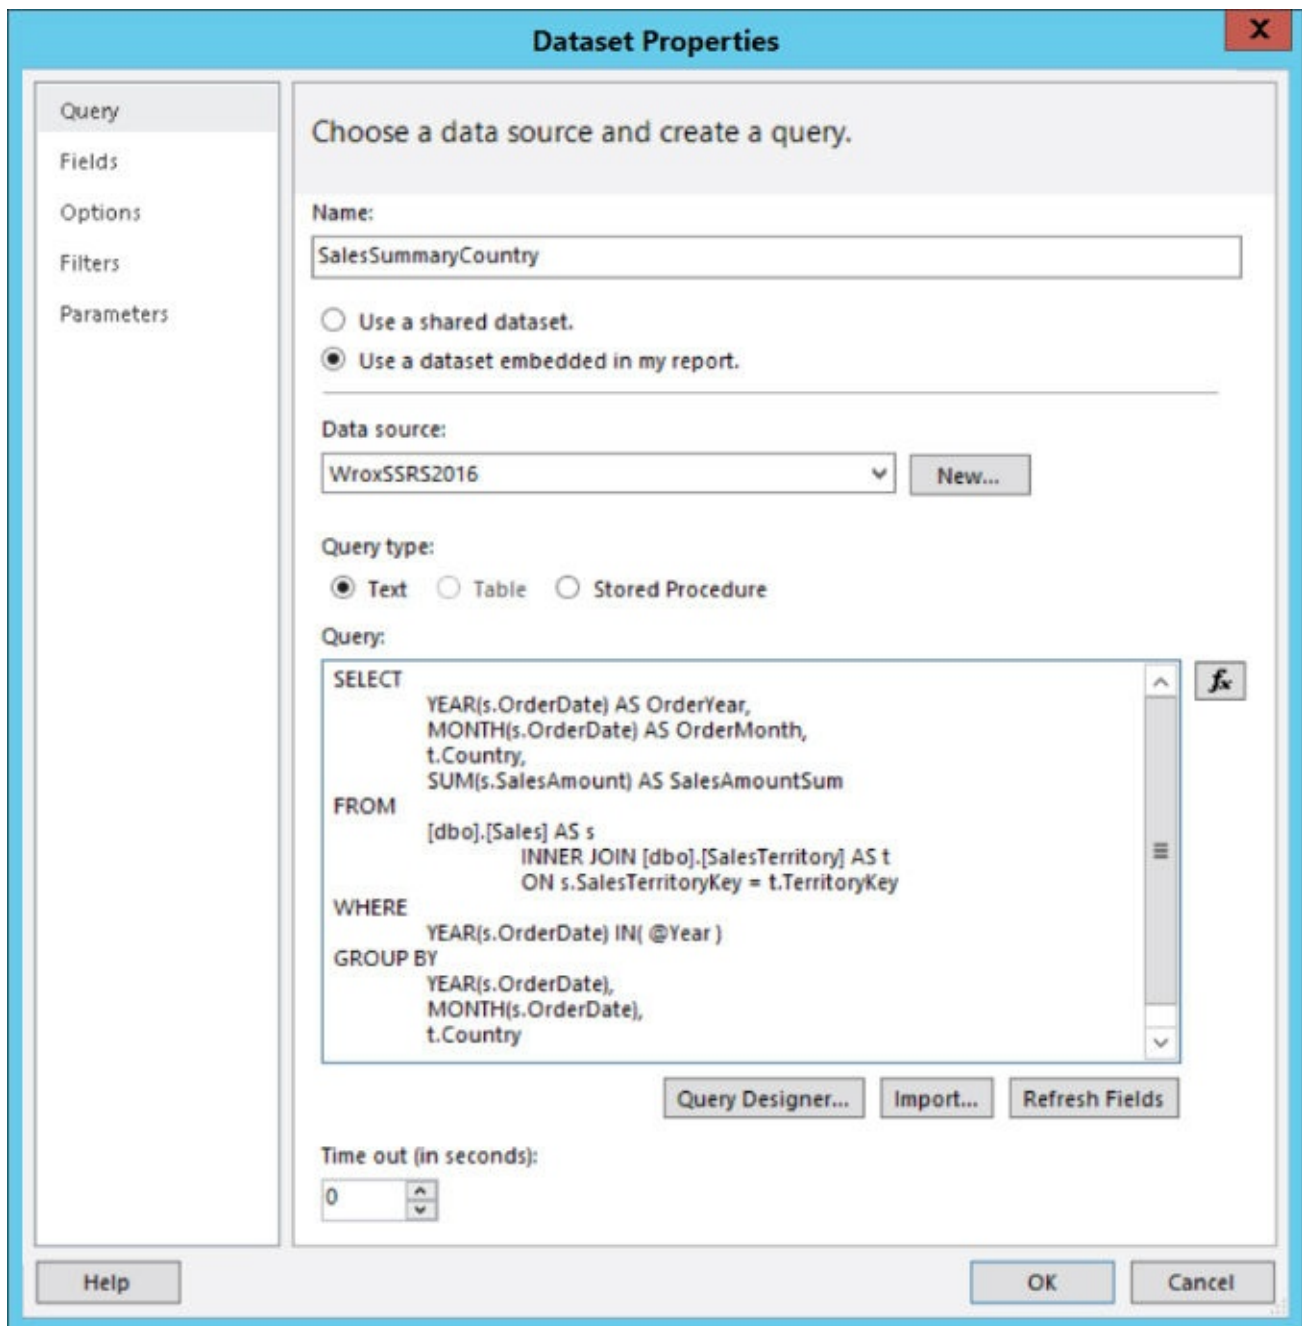 Dataset Properties
X
Query
Fields
Options
Filters
Parameters
Choose a data source and create a query.
Name:
SalesSummaryCountry
Use a shared dataset.
Use a dataset embedded in my report.
Data source:
WroxSSRS2016
New...
Query type:
Text Table Stored Procedure
Query:
SELECT
YEAR(s.OrderDate) AS OrderYear,
MONTH(s.OrderDate) AS OrderMonth,
t.Country,
SUM(s.SalesAmount) AS SalesAmountSum
FROM
[dbo].[Sales] AS s
INNER JOIN [dbo].[SalesTerritory] AS t
ON s.SalesTerritoryKey = t.TerritoryKey
WHERE
YEAR(s.OrderDate) IN( @Year )
GROUP BY
YEAR(s.OrderDate),
MONTH(s.OrderDate),
t.Country
fx
Query Designer... Import... Refresh Fields
Time out (in seconds):
0
Help OK Cancel